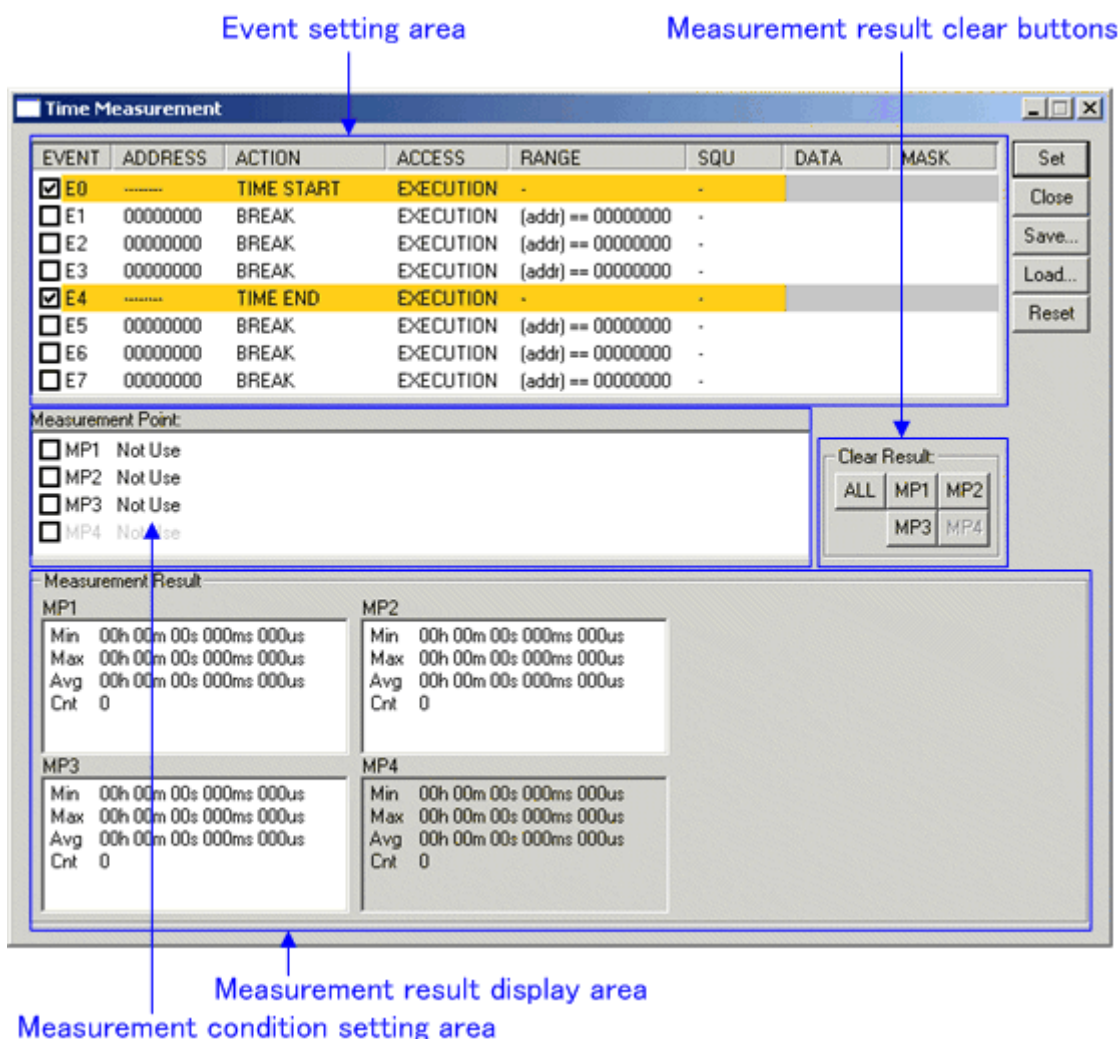 Event setting area
Measurement result clear buttons
Time Measurement
EVENT ADDRESS ACTION ACCESS RANGE SQU DATA MASK
E0 -------- TIME START EXECUTION - -
E1 00000000 BREAK EXECUTION (addr) == 00000000 -
E2 00000000 BREAK EXECUTION (addr) == 00000000 -
E3 00000000 BREAK EXECUTION (addr) == 00000000 -
E4 -------- TIME END EXECUTION - -
E5 00000000 BREAK EXECUTION (addr) == 00000000 -
E6 00000000 BREAK EXECUTION (addr) == 00000000 -
E7 00000000 BREAK EXECUTION (addr) == 00000000 -
Set
Close
Save...
Load...
Reset
Measurement Point:
MP1 Not Use
MP2 Not Use
MP3 Not Use
MP4 Not Use
Clear Result:
ALL MP1 MP2
MP3 MP4
Measurement Result
MP1
Min 00h 00m 00s 000ms 000us
Max 00h 00m 00s 000ms 000us
Avg 00h 00m 00s 000ms 000us
Cnt 0
MP2
Min 00h 00m 00s 000ms 000us
Max 00h 00m 00s 000ms 000us
Avg 00h 00m 00s 000ms 000us
Cnt 0
MP3
Min 00h 00m 00s 000ms 000us
Max 00h 00m 00s 000ms 000us
Avg 00h 00m 00s 000ms 000us
Cnt 0
MP4
Min 00h 00m 00s 000ms 000us
Max 00h 00m 00s 000ms 000us
Avg 00h 00m 00s 000ms 000us
Cnt 0
Measurement result display area
Measurement condition setting area